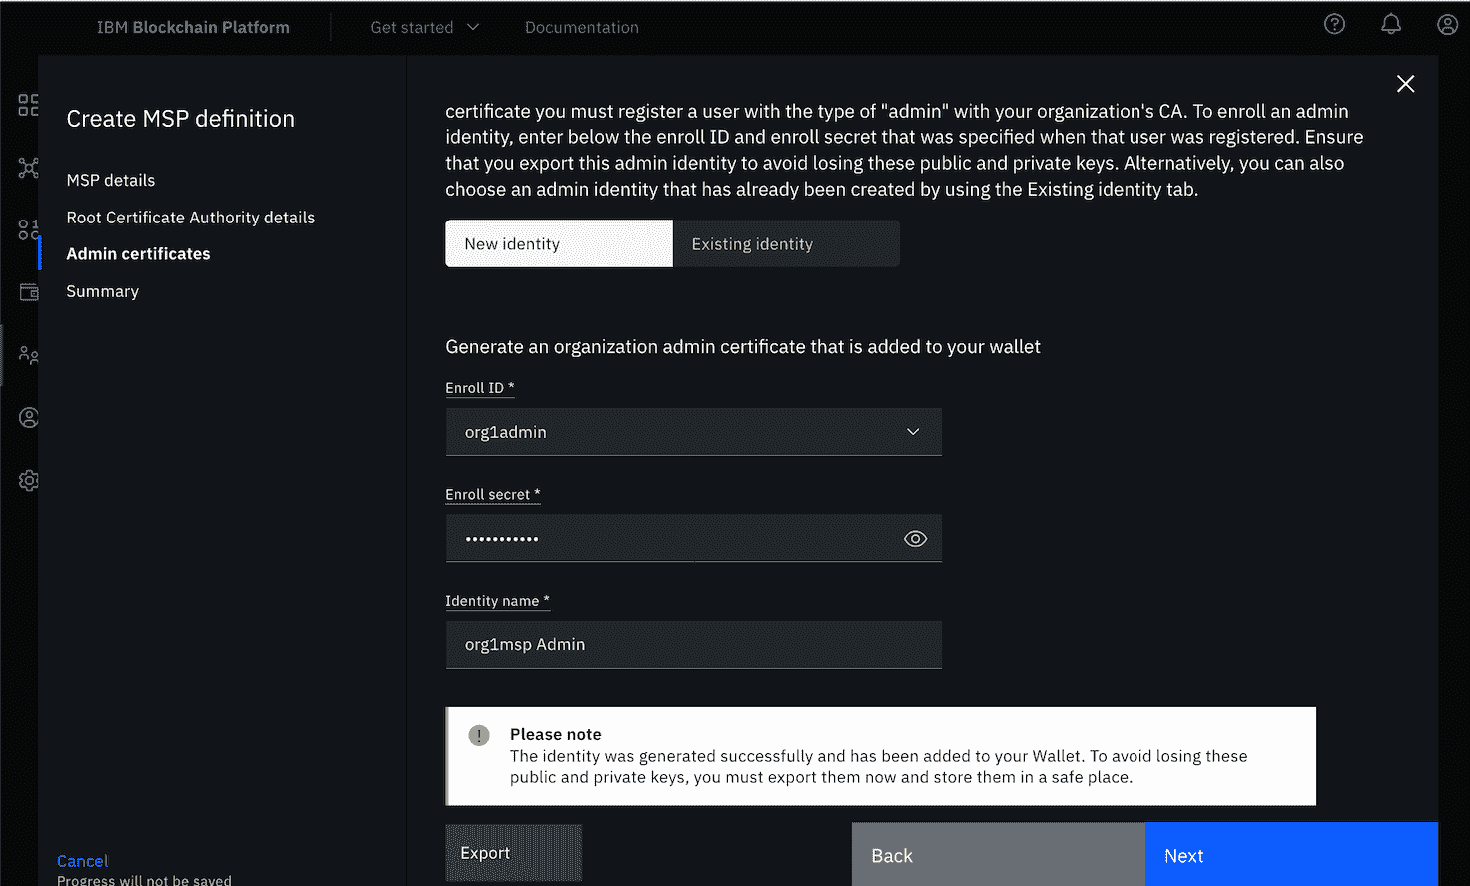 IBM Blockchain Platform
Get started
Documentation
Create MSP definition
MSP details
Root Certificate Authority details
Admin certificates
Summary
Cancel
Progress will not be saved
certificate you must register a user with the type of "admin" with your organization's CA. To enroll an admin
identity, enter below the enroll ID and enroll secret that was specified when that user was registered. Ensure
that you export this admin identity to avoid losing these public and private keys. Alternatively, you can also
choose an admin identity that has already been created by using the Existing identity tab.
New identity
Existing identity
Generate an organization admin certificate that is added to your wallet
Enroll ID *
org1admin
Enroll secret *
•••••••••••
Identity name *
org1msp Admin
Please note
The identity was generated successfully and has been added to your Wallet. To avoid losing these
public and private keys, you must export them now and store them in a safe place.
Export
Back
Next